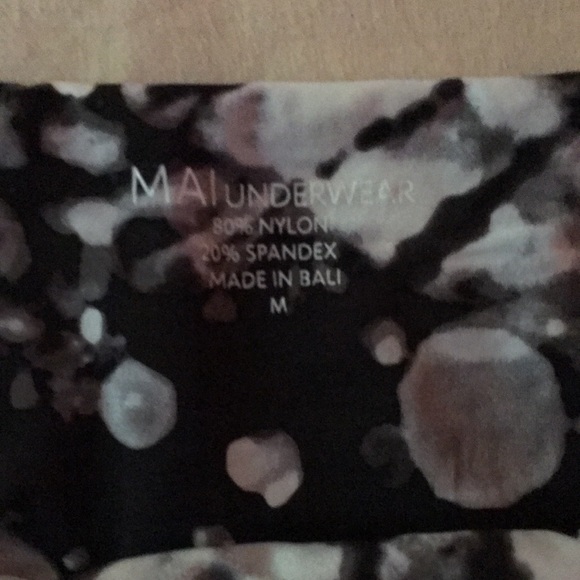 MAI UNDERWEAR
80% NYLON
20% SPANDEX
MADE IN BALI
M